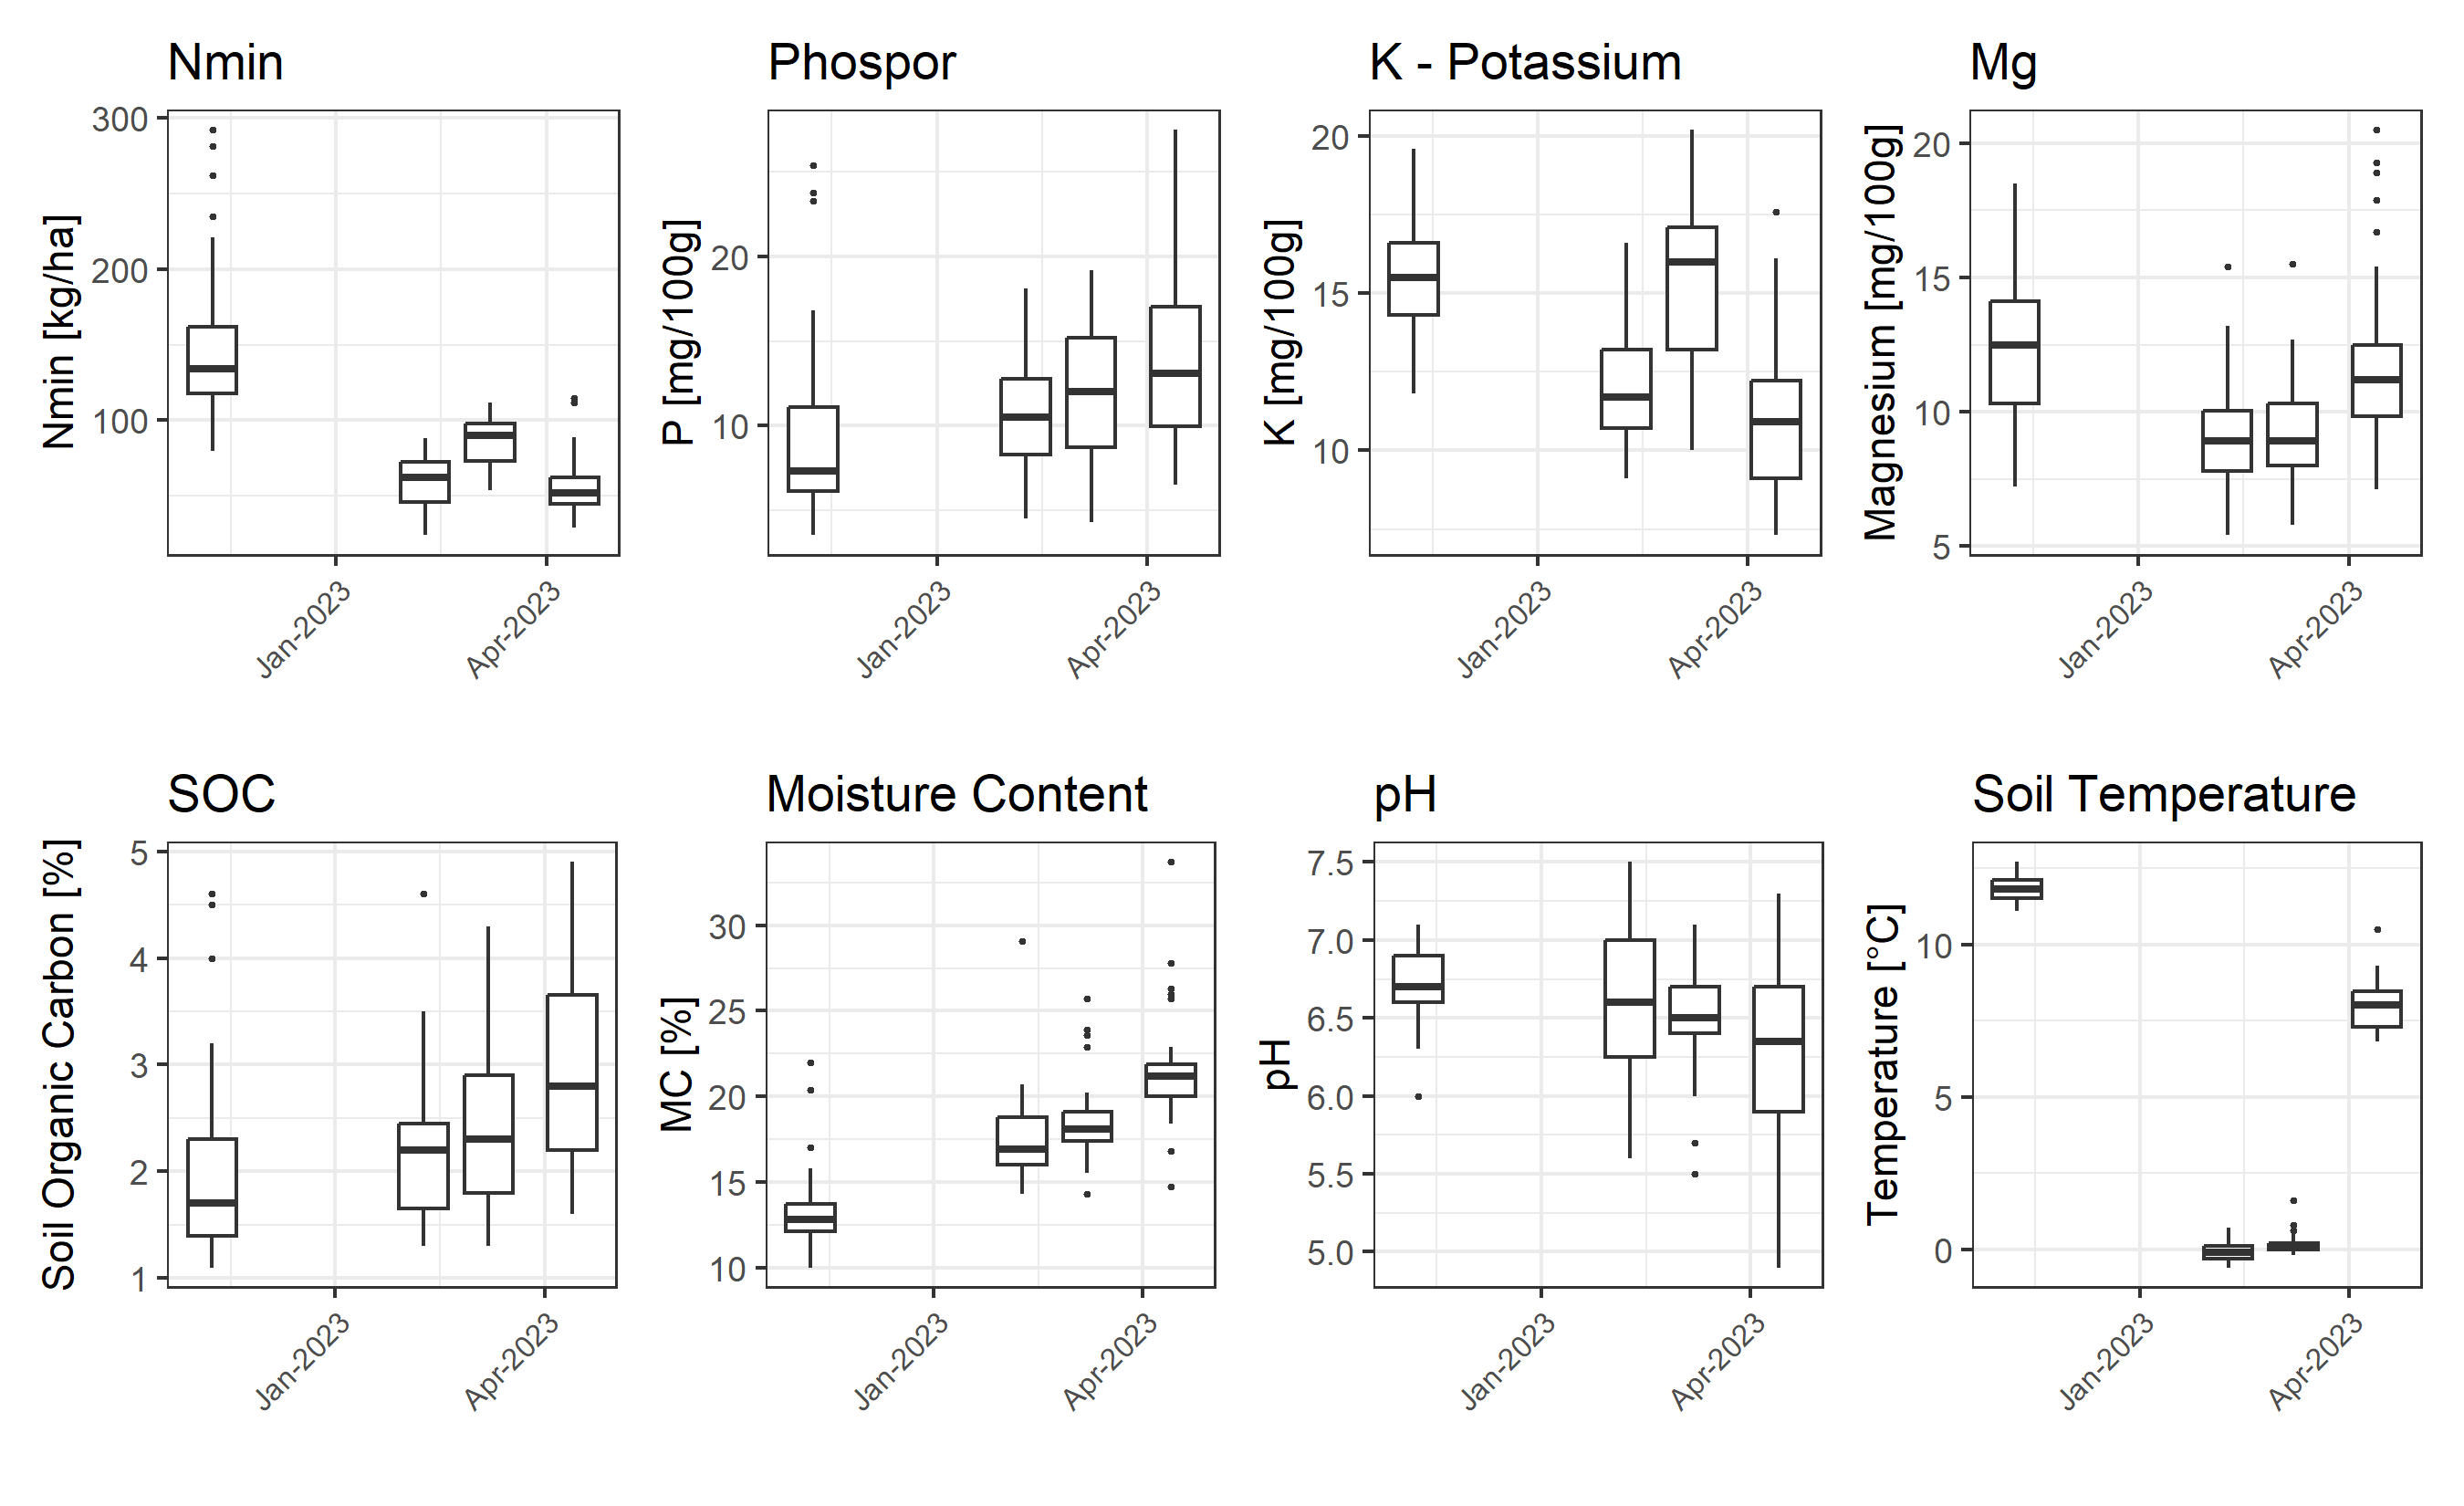 Nmin
Nmin [kg/ha]
300
200
100
Jan-2023
Apr-2023
Phospor
P [mg/100g]
20
10
Jan-2023
Apr-2023
K - Potassium
K [mg/100g]
20
15
10
Jan-2023
Apr-2023
Mg
Magnesium [mg/100g]
20
15
10
5
Jan-2023
Apr-2023
SOC
Soil Organic Carbon [%]
5
4
3
2
1
Jan-2023
Apr-2023
Moisture Content
MC [%]
30
25
20
15
10
Jan-2023
Apr-2023
pH
pH
7.5
7.0
6.5
6.0
5.5
5.0
Jan-2023
Apr-2023
Soil Temperature
Temperature [°C]
10
5
0
Jan-2023
Apr-2023